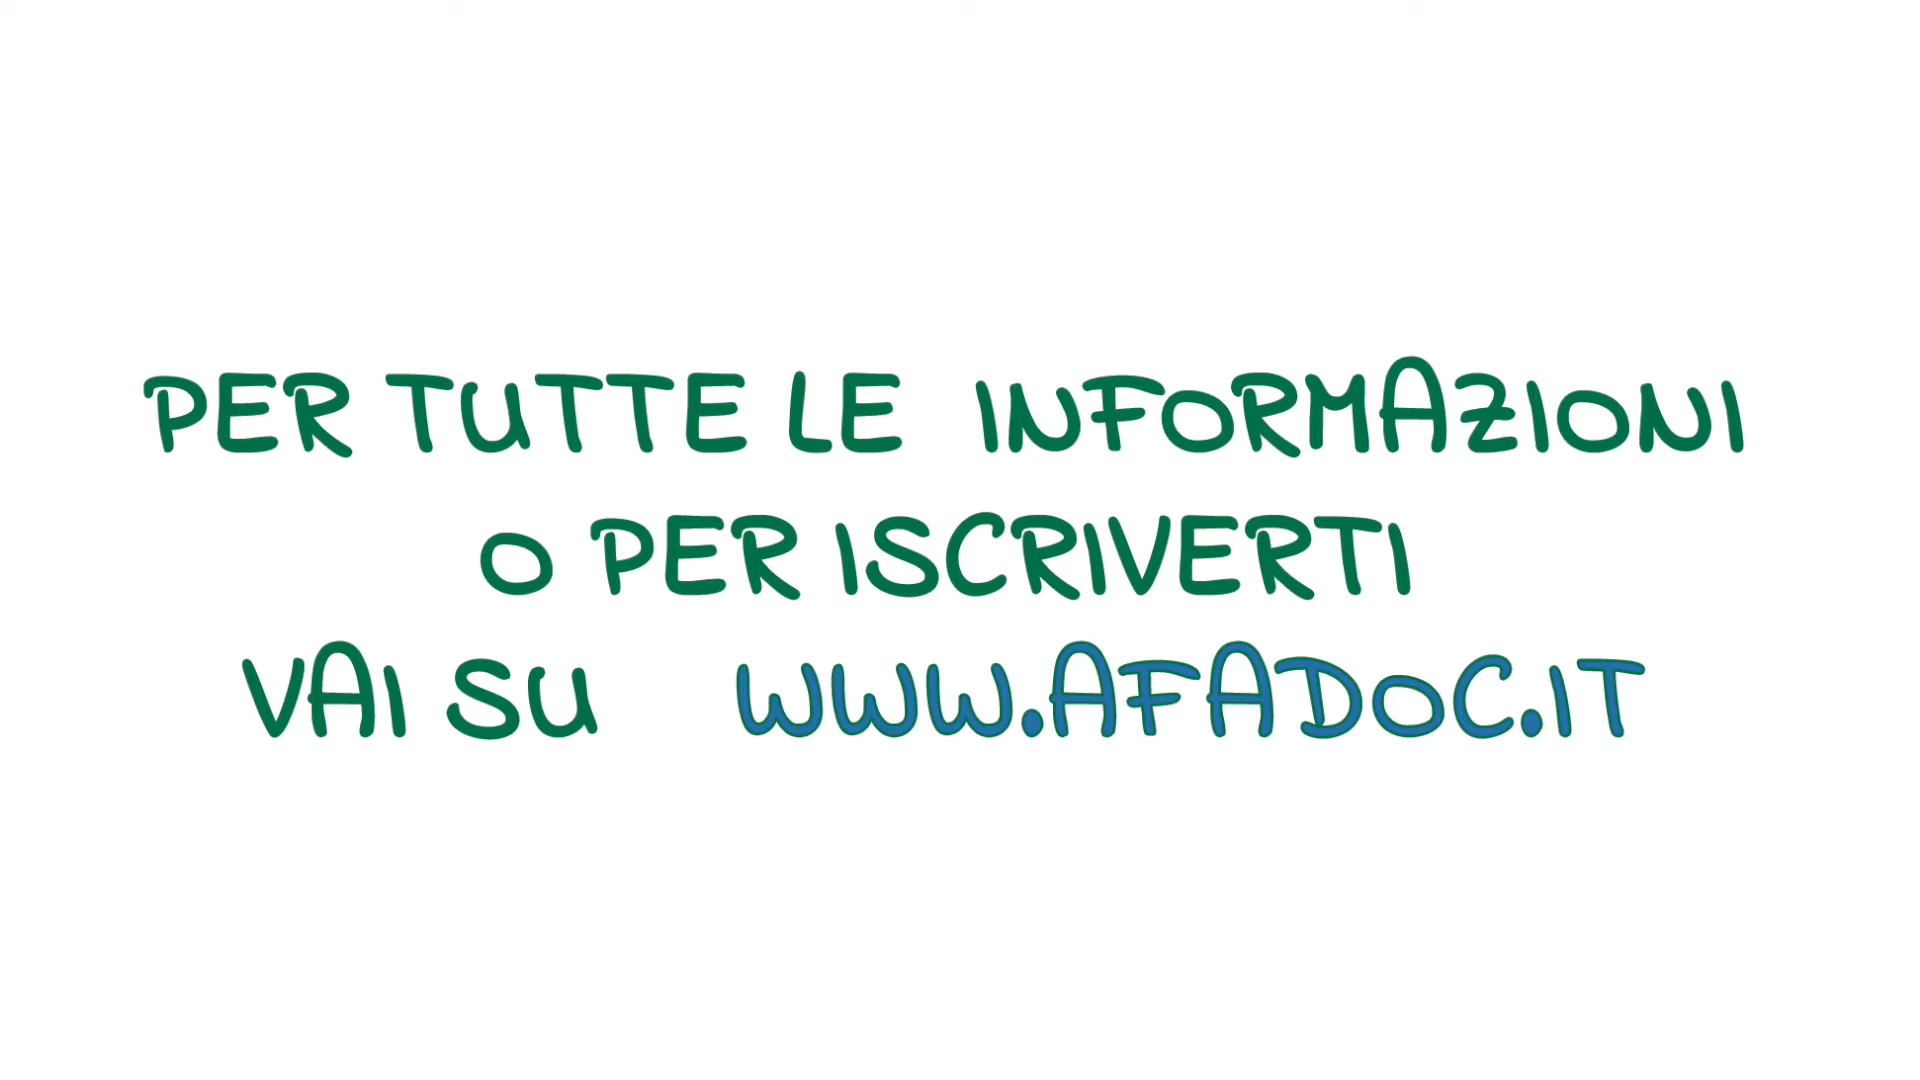 PER TUTTE LE INFORMAZIONI
O PER ISCRIVERTI
VAI SU WWW.AFADOC.IT